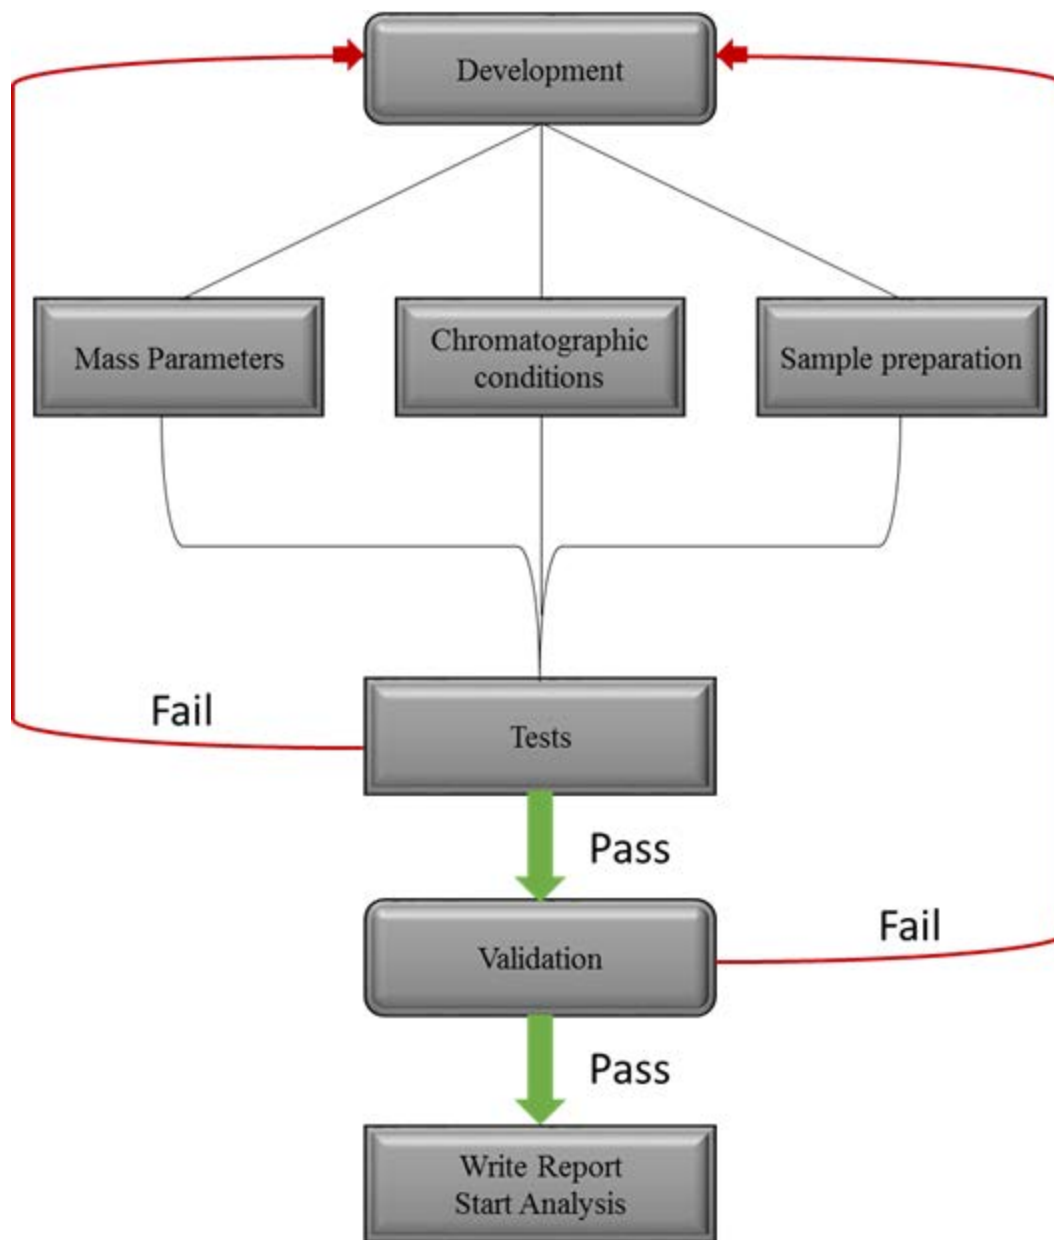 Development
Mass Parameters
Chromatographic
conditions
Sample preparation
Fail
Tests
Pass
Validation
Fail
Pass
Write Report
Start Analysis